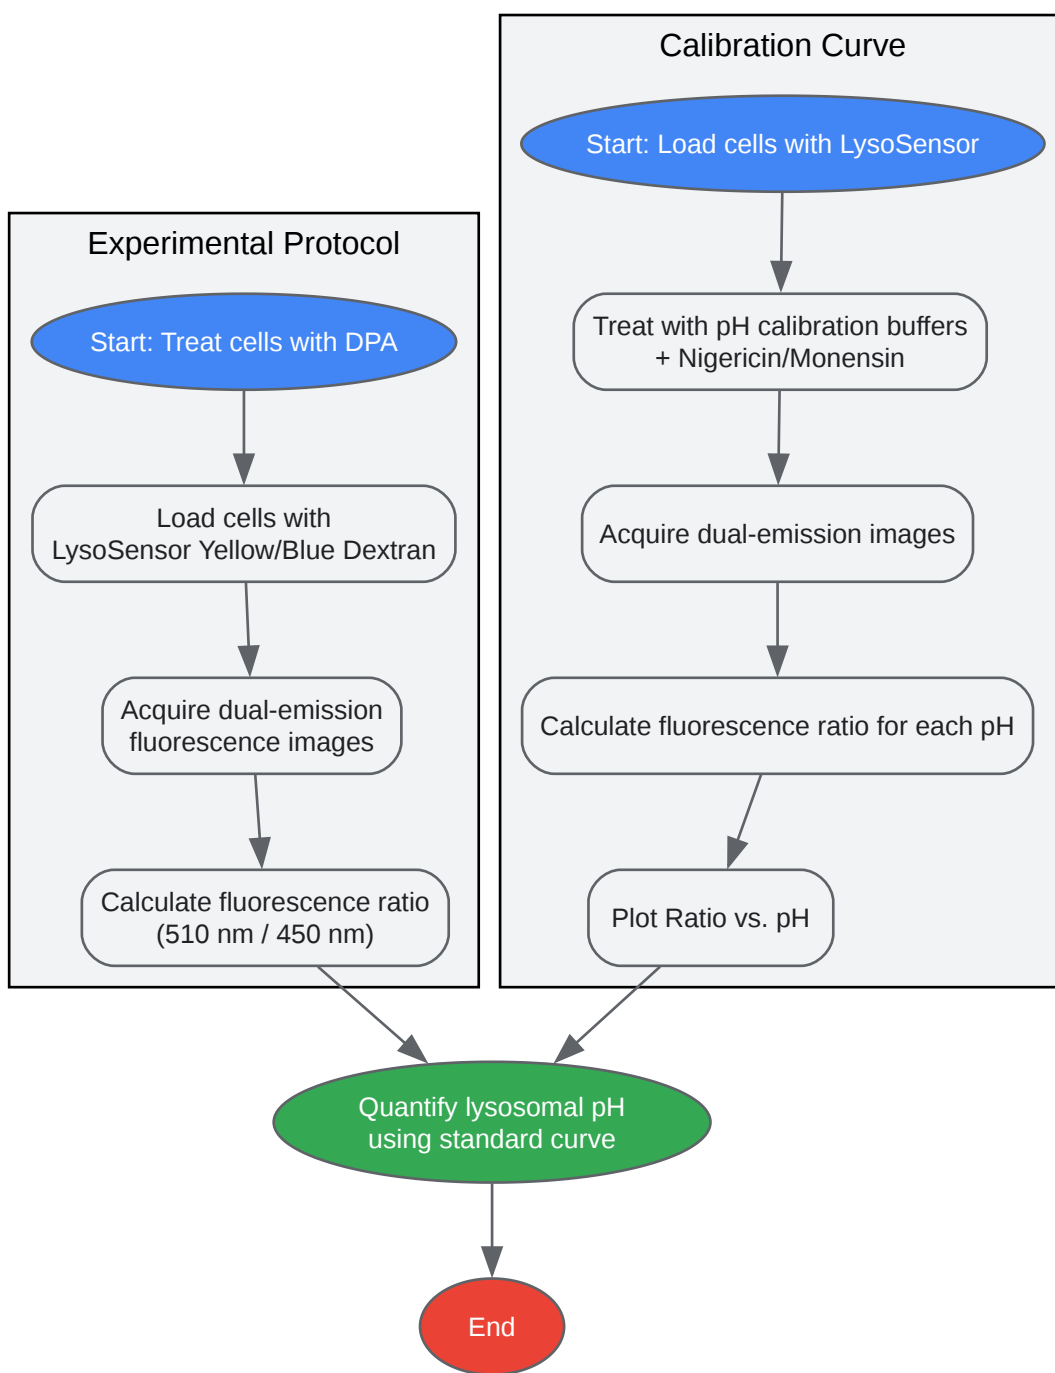 Experimental Protocol
Start: Treat cells with DPA
Load cells with
LysoSensor Yellow/Blue Dextran
Acquire dual-emission
fluorescence images
Calculate fluorescence ratio
(510 nm / 450 nm)
Calibration Curve
Start: Load cells with LysoSensor
Treat with pH calibration buffers
+ Nigericin/Monensin
Acquire dual-emission images
Calculate fluorescence ratio for each pH
Plot Ratio vs. pH
Quantify lysosomal pH
using standard curve
End